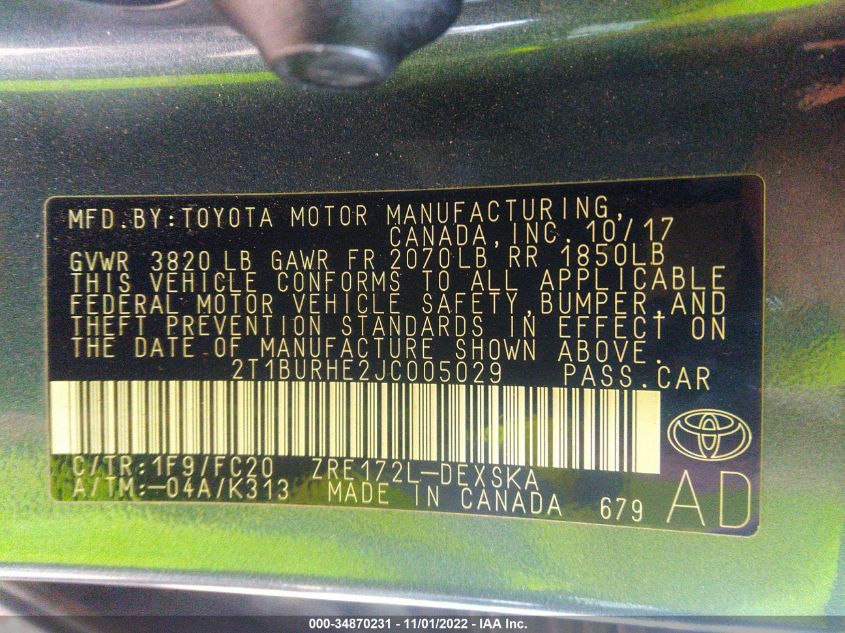 MFD.BY:TOYOTA MOTOR MANUFACTURING,
CANADA,INC. 10/17
GVWR 3820 LB GAWR FR 2070LB RR 1850LB
THIS VEHICLE CONFORMS TO ALL APPLICABLE
FEDERAL MOTOR VEHICLE SAFETY,BUMPER,AND
THEFT PREVENTION STANDARDS IN EFFECT ON
THE DATE OF MANUFACTURE SHOWN ABOVE.
2T1BURHE2JC005029 PASS.CAR
C/TR:1F9/FC20 ZRE172L-DEXSKA
A/TM:-04A/K313 MADE IN CANADA 679 AD
000-34870231 - 11/01/2022 - IAA Inc.